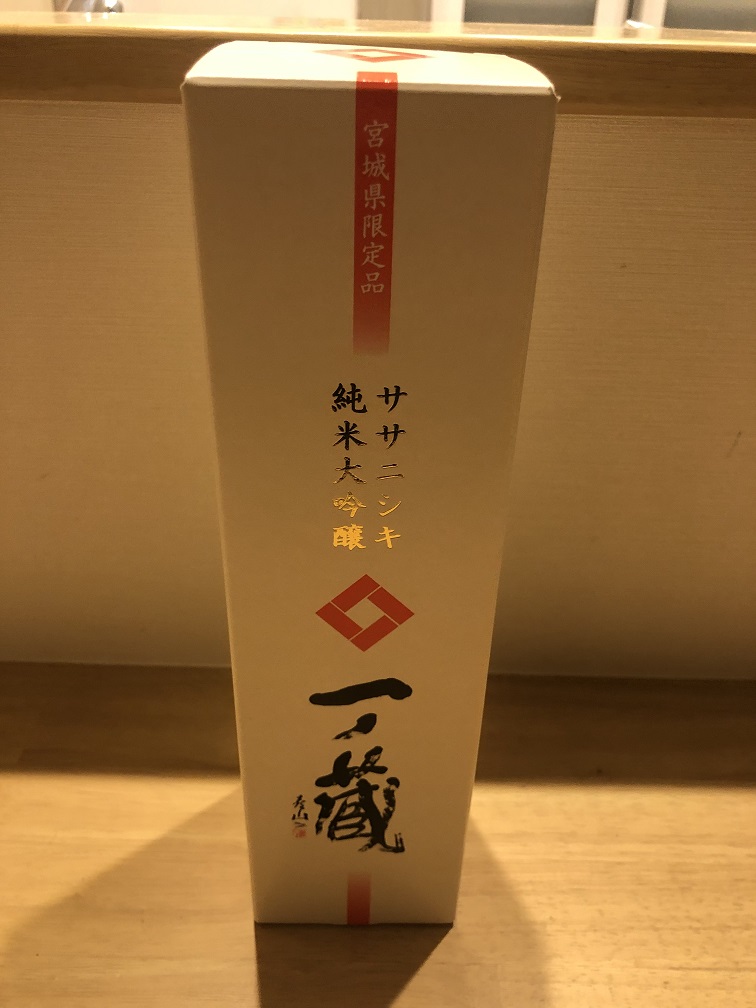 宮城県限定品
ササニシキ
純米大吟醸
一ノ蔵